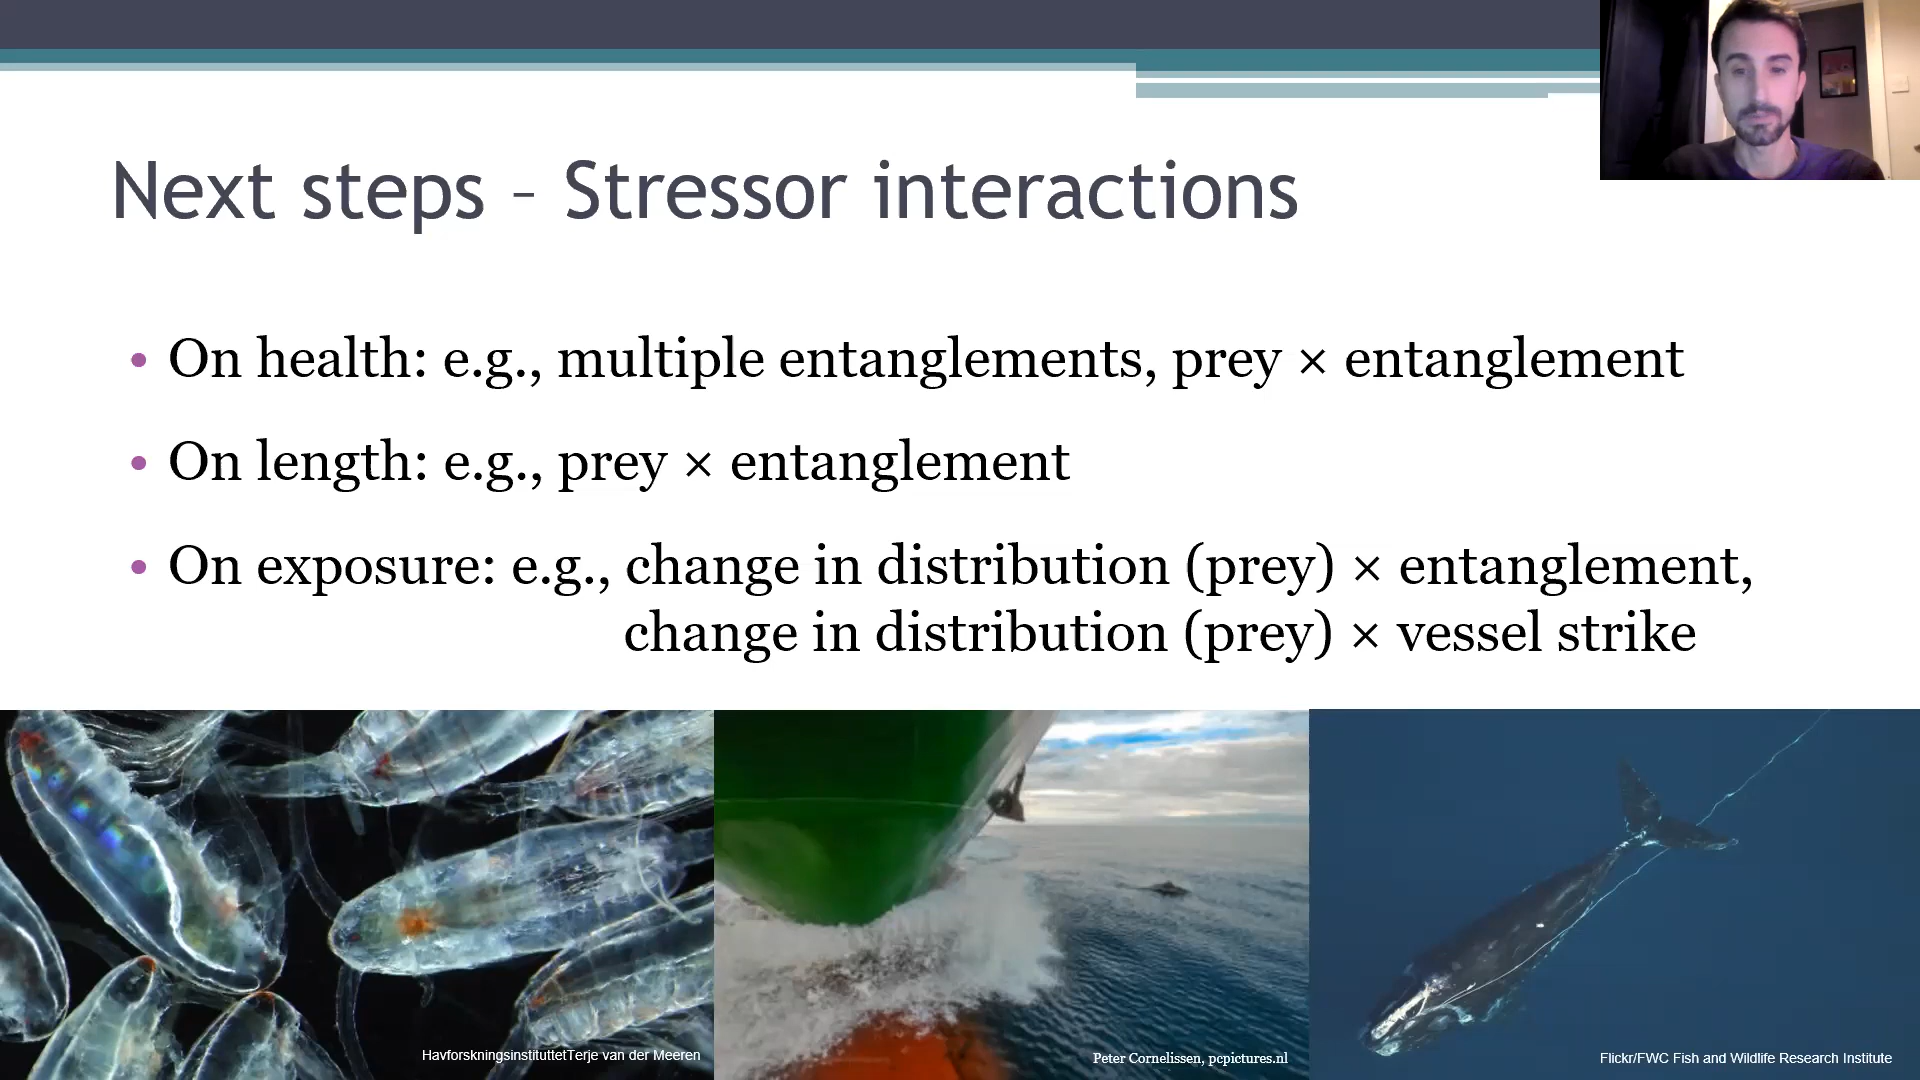 Next steps – Stressor interactions
• On health: e.g., multiple entanglements, prey × entanglement
• On length: e.g., prey × entanglement
• On exposure: e.g., change in distribution (prey) × entanglement,
change in distribution (prey) × vessel strike
HavforskningsinstituttetTerje van der Meeren
Peter Cornelissen, pcpictures.nl
Flickr/FWC Fish and Wildlife Research Institute